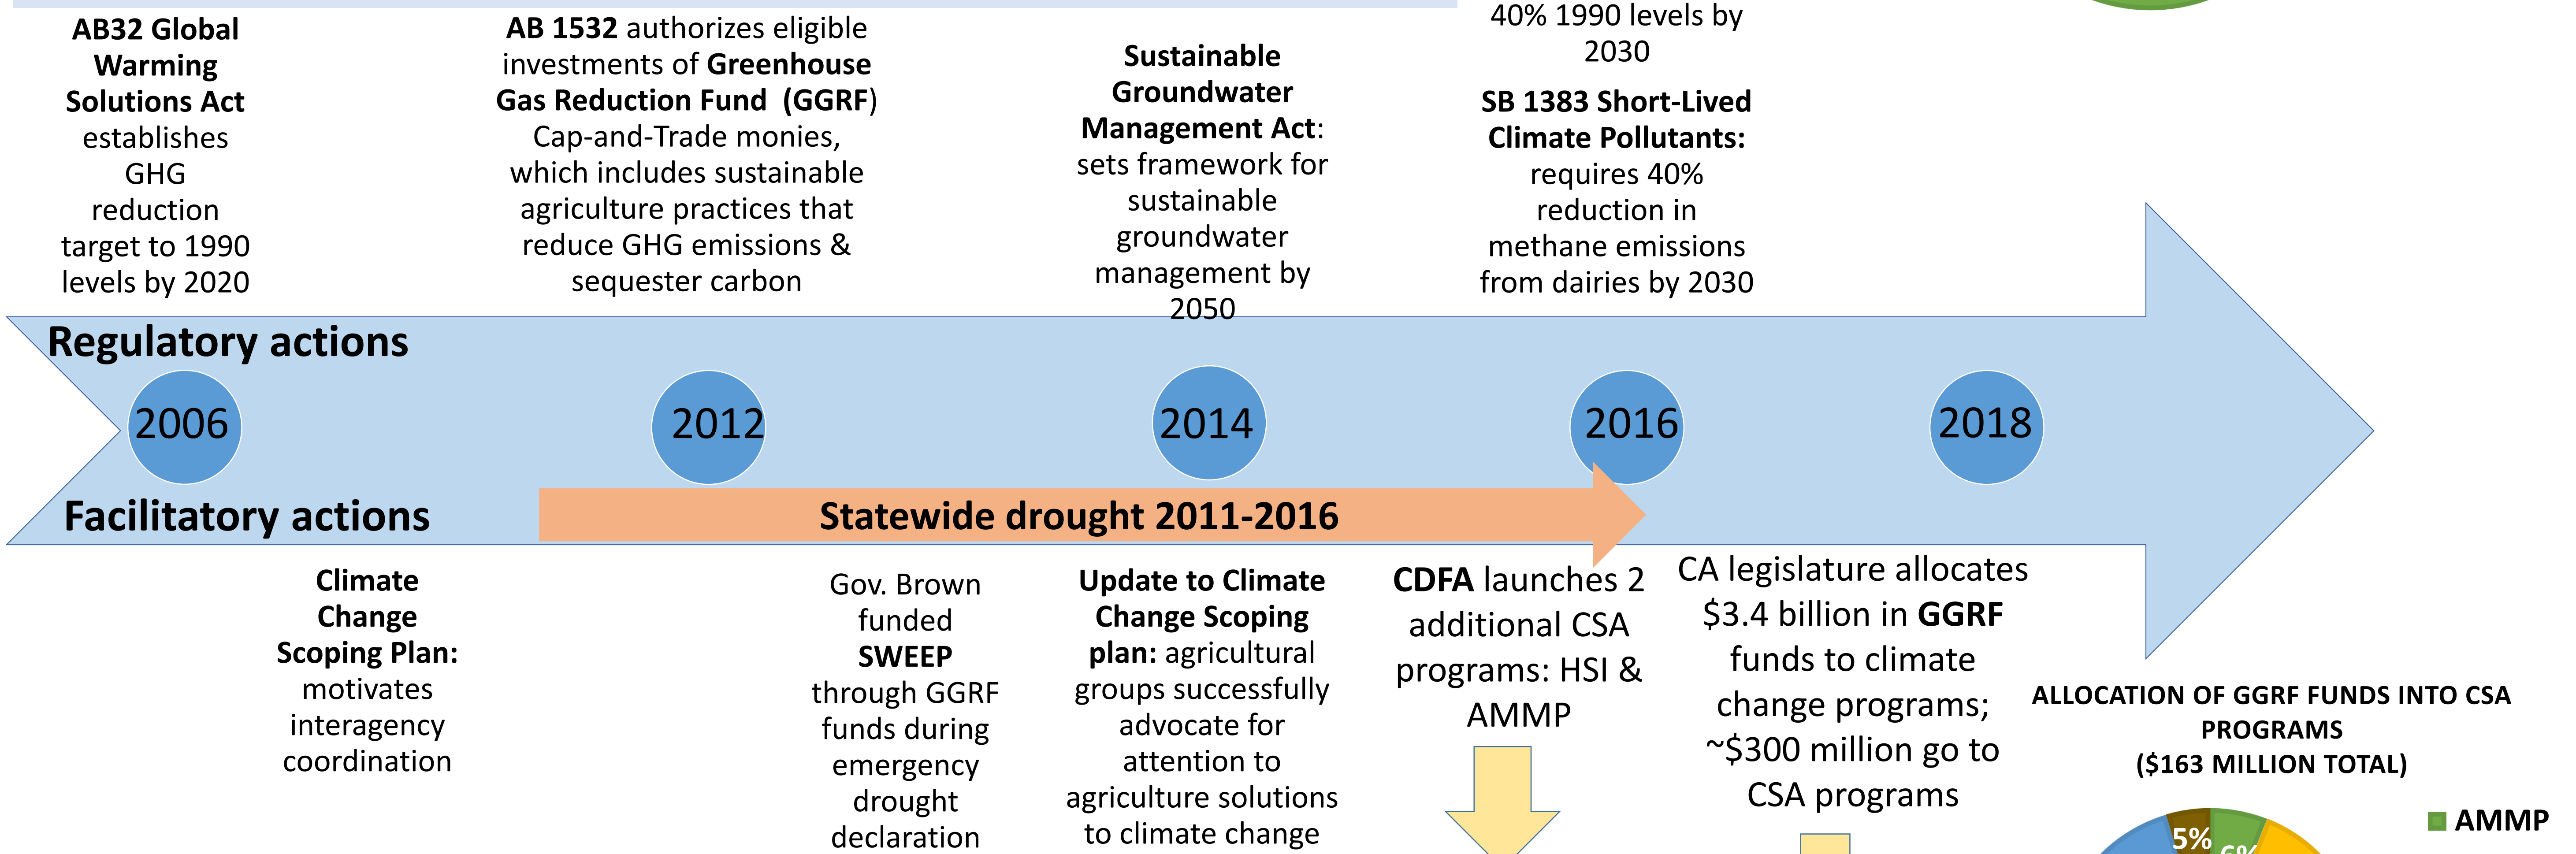 AB32 Global
Warming
Solutions Act
establishes
GHG
reduction
target to 1990
levels by 2020
AB 1532 authorizes eligible
investments of Greenhouse
Gas Reduction Fund  (GGRF)
Cap-and-Trade monies,
which includes sustainable
agriculture practices that
reduce GHG emissions &
sequester carbon
Sustainable
Groundwater
Management Act:
sets framework for
sustainable
groundwater
management by
2050
40% 1990 levels by
2030
SB 1383 Short-Lived
Climate Pollutants:
requires 40%
reduction in
methane emissions
from dairies by 2030
Regulatory actions
2006
2012
2014
2016
2018
Facilitatory actions
Statewide drought 2011-2016
Climate
Change
Scoping Plan:
motivates
interagency
coordination
Gov. Brown
funded
SWEEP
through GGRF
funds during
emergency
drought
declaration
Update to Climate
Change Scoping
plan: agricultural
groups successfully
advocate for
attention to
agriculture solutions
to climate change
CDFA launches 2
additional CSA
programs: HSI &
AMMP
CA legislature allocates
$3.4 billion in GGRF
funds to climate
change programs;
~$300 million go to
CSA programs
ALLOCATION OF GGRF FUNDS INTO CSA
PROGRAMS
($163 MILLION TOTAL)
AMMP
5%
6%